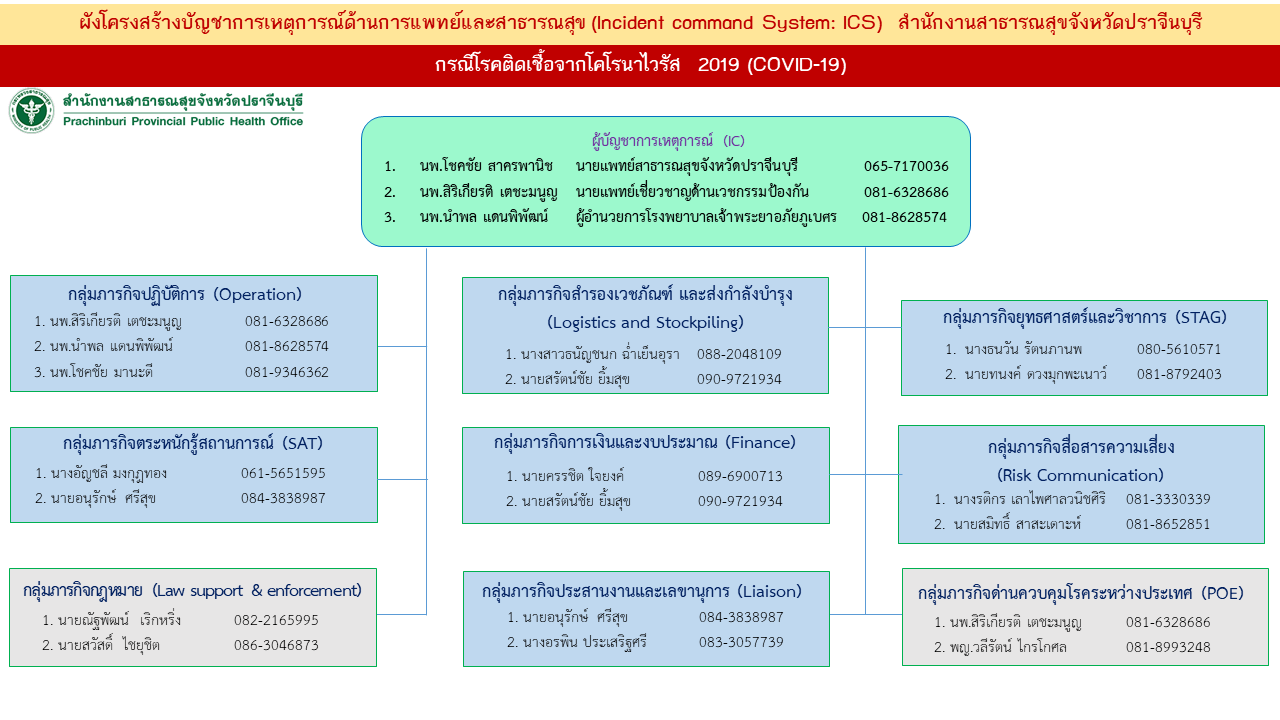 ผังโครงสร้างบัญชาการเหตุการณ์ด้านการแพทย์และสาธารณสุข (Incident command System: ICS) สำนักงานสาธารณสุขจังหวัดปราจีนบุรี
กรณีโรคติดเชื้อจากโคโรนาไวรัส 2019 (COVID-19)
สำนักงานสาธารณสุขจังหวัดปราจีนบุรี
Prachinburi Provincial Public Health Office
ผู้บัญชาการเหตุการณ์ (IC)
1. นพ.โชคชัย สาครพานิช นายแพทย์สาธารณสุขจังหวัดปราจีนบุรี 065-7170036
2. นพ.สิริเกียรติ เตชะมนูญ นายแพทย์เชี่ยวชาญด้านเวชกรรมป้องกัน 081-6328686
3. นพ.นำพล แดนพิพัฒน์ ผู้อำนวยการโรงพยาบาลเจ้าพระยาอภัยภูเบศร 081-8628574
กลุ่มภารกิจปฏิบัติการ (Operation)
1. นพ.สิริเกียรติ เตชะมนูญ 081-6328686
2. นพ.นำพล แดนพิพัฒน์ 081-8628574
3. นพ.โชคชัย มานะดี 081-9346362
กลุ่มภารกิจสำรองเวชภัณฑ์ และส่งกำลังบำรุง
(Logistics and Stockpiling)
1. นางสาวธนัญชนก ฉ่ำเย็นอุรา 088-2048109
2. นายสรัตน์ชัย ยิ้มสุข 090-9721934
กลุ่มภารกิจยุทธศาสตร์และวิชาการ (STAG)
1. นางธนวัน รัตนภานพ 080-5610571
2. นายทนงค์ ดวงมุกพะเนาว์ 081-8792403
กลุ่มภารกิจตระหนักรู้สถานการณ์ (SAT)
1. นางอัญชลี มงกุฎทอง 061-5651595
2. นายอนุรักษ์ ศรีสุข 084-3838987
กลุ่มภารกิจการเงินและงบประมาณ (Finance)
1. นายครรชิต ใจยงค์ 089-6900713
2. นายสรัตน์ชัย ยิ้มสุข 090-9721934
กลุ่มภารกิจสื่อสารความเสี่ยง
(Risk Communication)
1. นางรติกร เลาไพศาลวนิชศิริ 081-3330339
2. นายสมิทธิ์ สาสะเดาะห์ 081-8652851
กลุ่มภารกิจกฎหมาย (Law support & enforcement)
1. นายณัฐพัฒน์ เริกหริ่ง 082-2165995
2. นายสวัสดิ์ ไชยุชิต 086-3046873
กลุ่มภารกิจประสานงานและเลขานุการ (Liaison)
1. นายอนุรักษ์ ศรีสุข 084-3838987
2. นางอรพิน ประเสริฐศรี 083-3057739
กลุ่มภารกิจด่านควบคุมโรคระหว่างประเทศ (POE)
1. นพ.สิริเกียรติ เตชะมนูญ 081-6328686
2. พญ.วลีรัตน์ ไกรโกศล 081-8993248